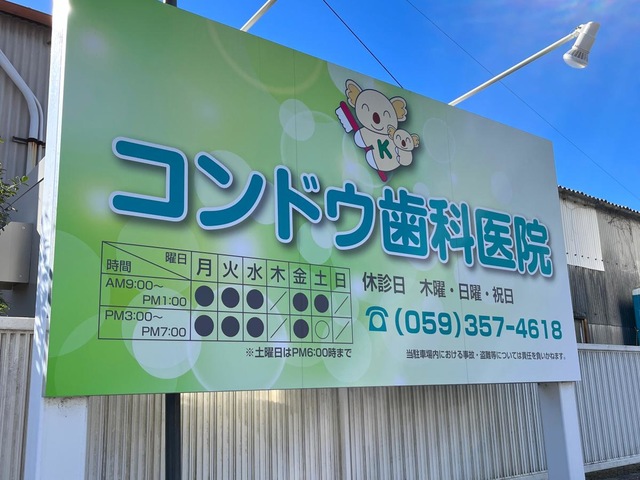 K
コンドウ歯科医院
曜日 月 火 水 木 金 土 日
時間
AM9:00～PM1:00 ● ● ● ／ ● ● ／
PM3:00～PM7:00 ● ● ● ／ ● ○ ／
※土曜日はPM6:00時まで
休診日 木曜・日曜・祝日
☎(059)357-4618
当駐車場内における事故・盗難等については責任を負いかねます。